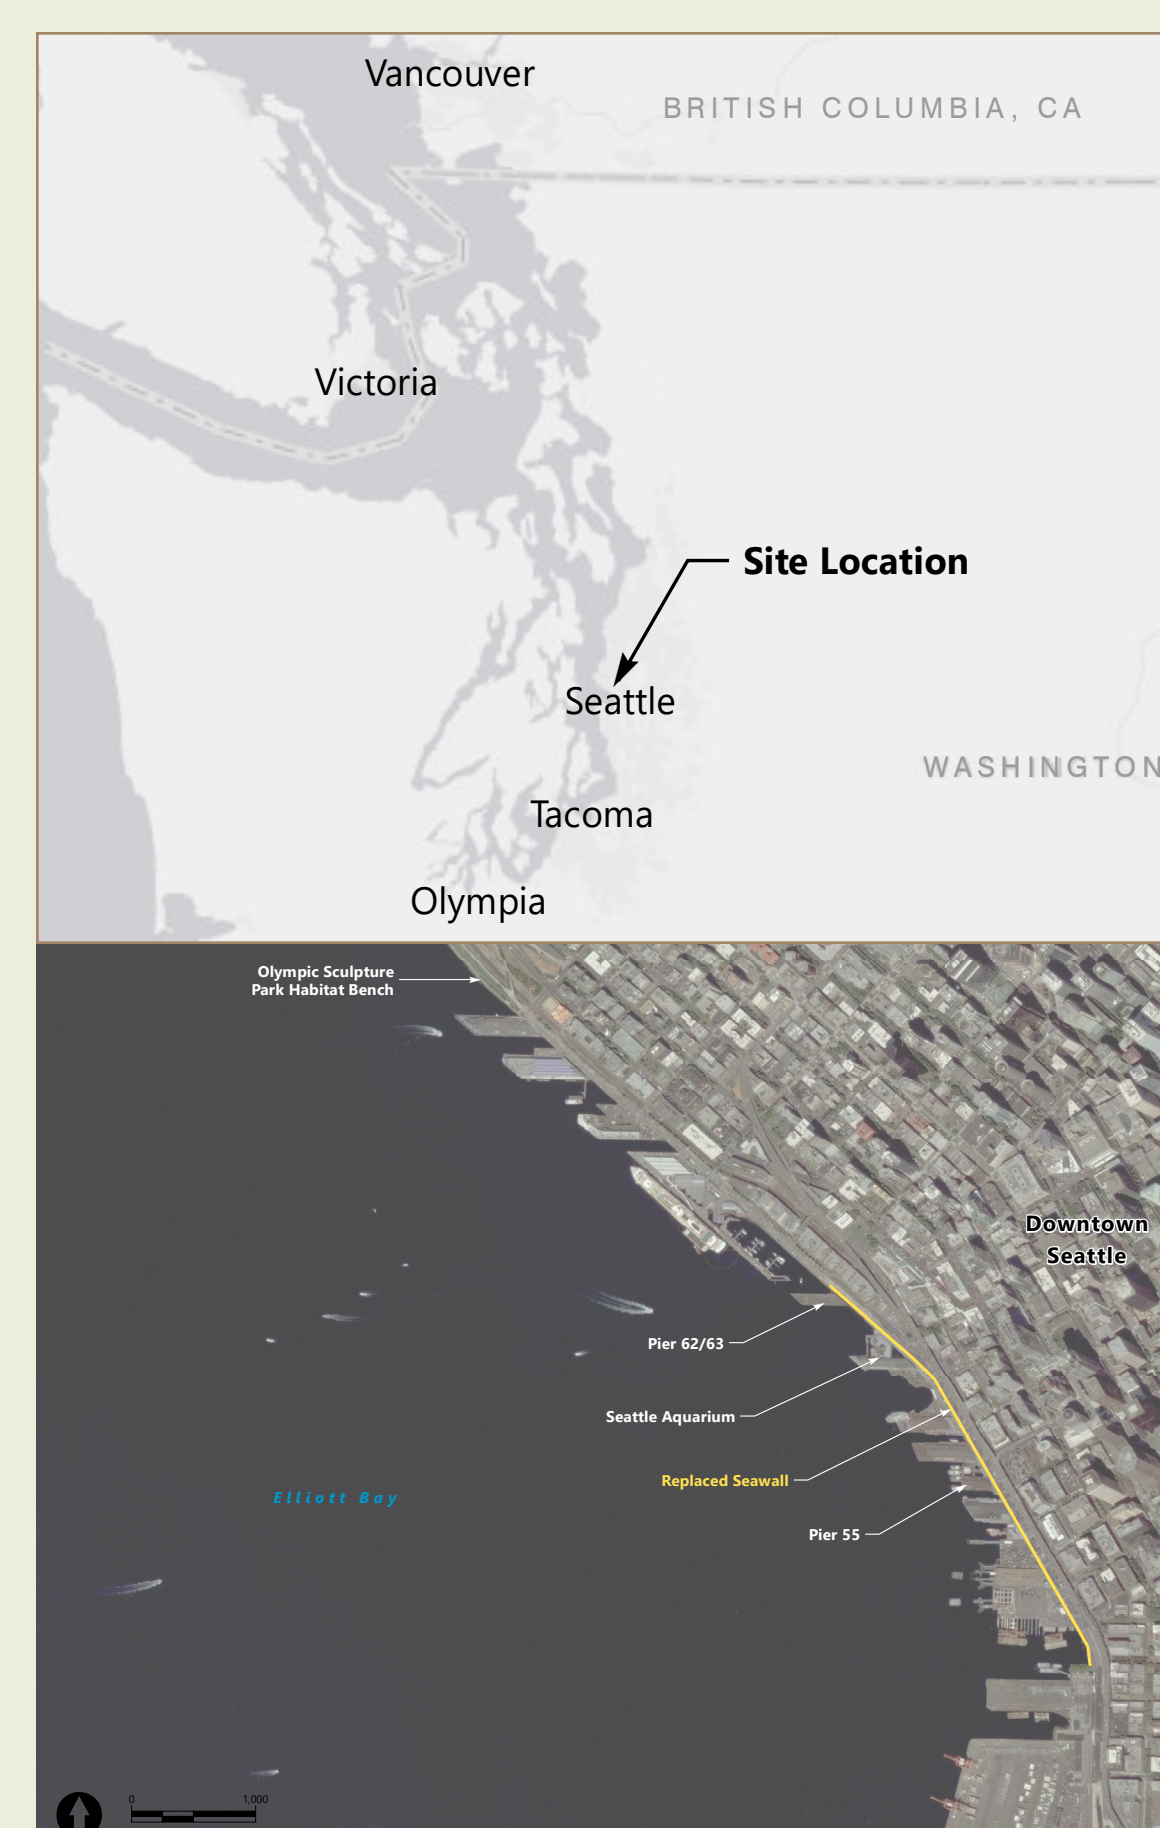 Vancouver
BRITISH COLUMBIA, CA
Victoria
Site Location
Seattle
WASHINGTON
Tacoma
Olympia
Olympic Sculpture
Park Habitat Bench
Downtown
Seattle
Pier 62/63
Seattle Aquarium
Replaced Seawall
Elliott Bay
Pier 55
0 1,000